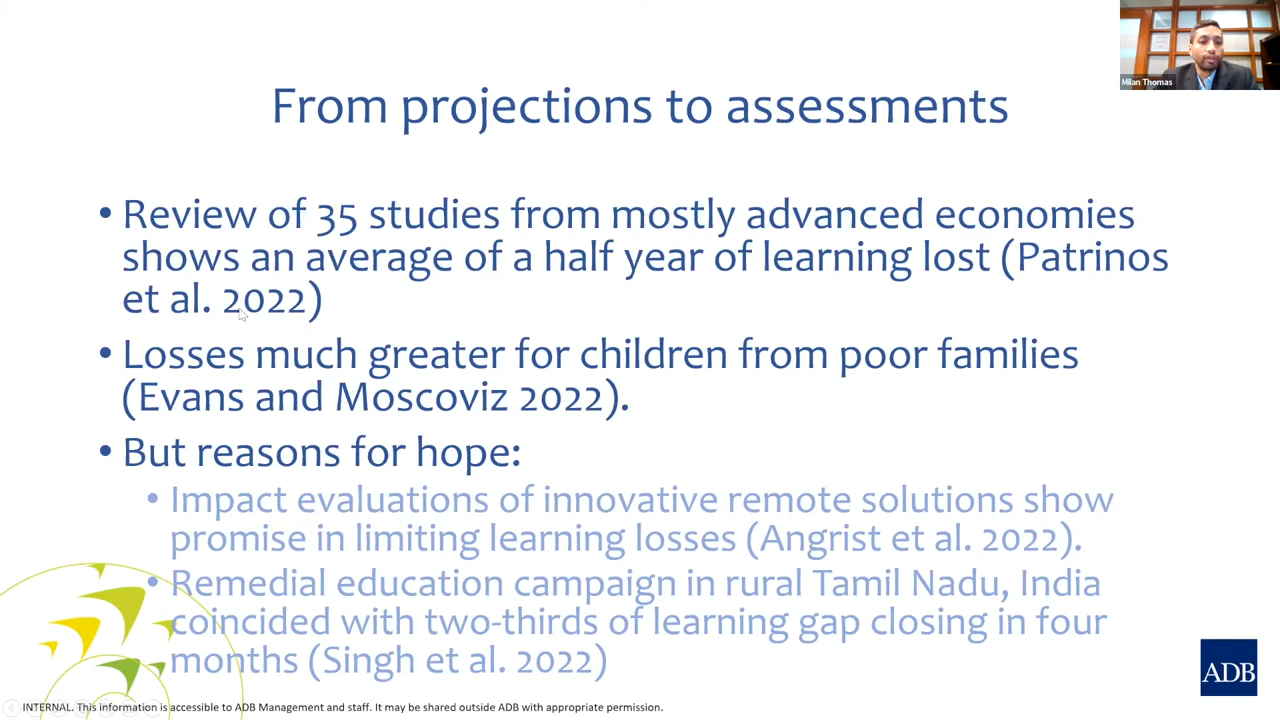 Milan Thomas
From projections to assessments
• Review of 35 studies from mostly advanced economies
shows an average of a half year of learning lost (Patrinos
et al. 2022)
• Losses much greater for children from poor families
(Evans and Moscoviz 2022).
• But reasons for hope:
• Impact evaluations of innovative remote solutions show
promise in limiting learning losses (Angrist et al. 2022).
• Remedial education campaign in rural Tamil Nadu, India
coincided with two-thirds of learning gap closing in four
months (Singh et al. 2022)
ADB
INTERNAL. This information is accessible to ADB Management and staff. It may be shared outside ADB with appropriate permission.